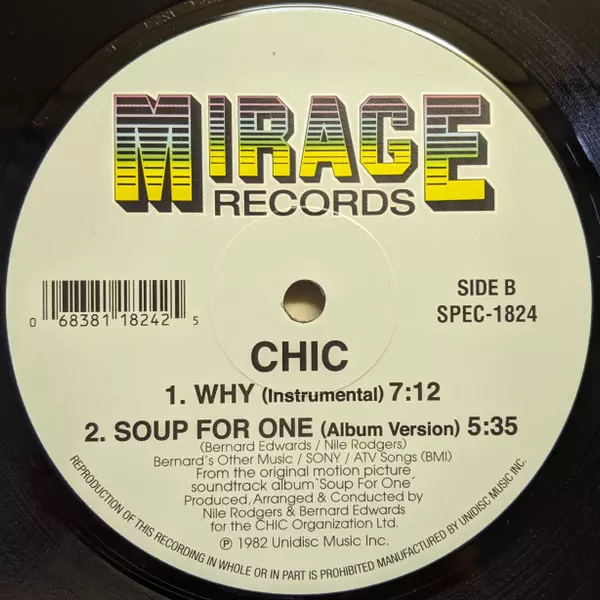 MIRAGE
RECORDS
0 68381 18242 5
SIDE B
SPEC-1824
CHIC
1. WHY (Instrumental) 7:12
2. SOUP FOR ONE (Album Version) 5:35
(Bernard Edwards / Nile Rodgers)
Bernard's Other Music / SONY / ATV Songs (BMI)
From the original motion picture
soundtrack album `Soup For One´
Produced, Arranged & Conducted by
Nile Rodgers & Bernard Edwards
for the CHIC Organization Ltd.
℗ 1982 Unidisc Music Inc.
REPRODUCTION OF THIS RECORDING IN WHOLE OR IN PART IS PROHIBITED MANUFACTURED BY UNIDISC MUSIC INC.